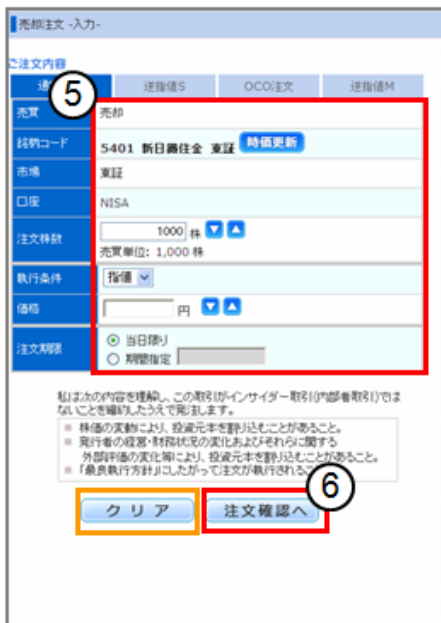 売却注文 -入力-
ご注文内容
逆指値S OCO注文 逆指値M
⑤
売買 売却
銘柄コード 5401 新日鐵住金 東証 時価更新
市場 東証
口座 NISA
注文株数 1000 株
売買単位: 1,000 株
執行条件 指値
価格 円
注文期限 当日限り
期間指定
私は次の内容を理解し、この取引がインサイダー取引(内部者取引)では
ないことを確認したうえで発注します。
株価の変動により、投資元本を割り込むことがあること。
発行者の経営・財務状況の変化およびそれらに関する
外部評価の変化等により、投資元本を割り込むことがあること。
「最良執行方針」にしたがって注文が執行される
⑥
クリア 注文確認へ